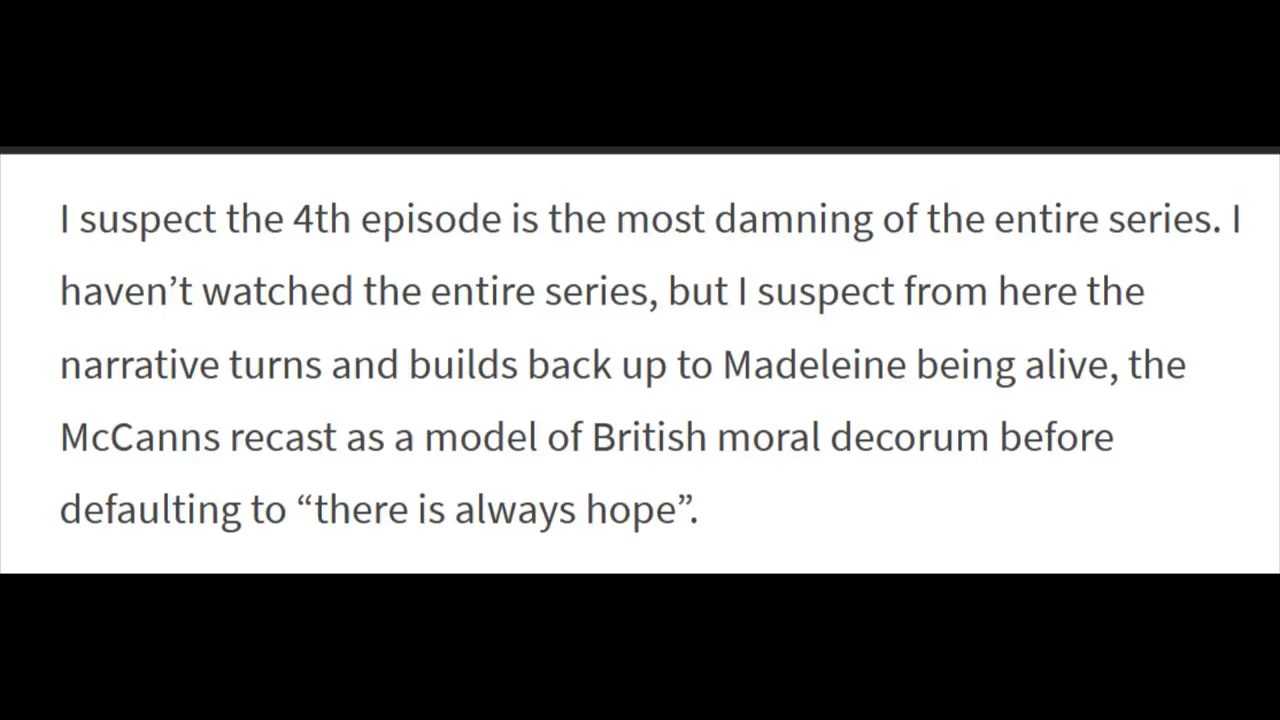 I suspect the 4th episode is the most damning of the entire series. I
haven’t watched the entire series, but I suspect from here the
narrative turns and builds back up to Madeleine being alive, the
McCanns recast as a model of British moral decorum before
defaulting to “there is always hope”.